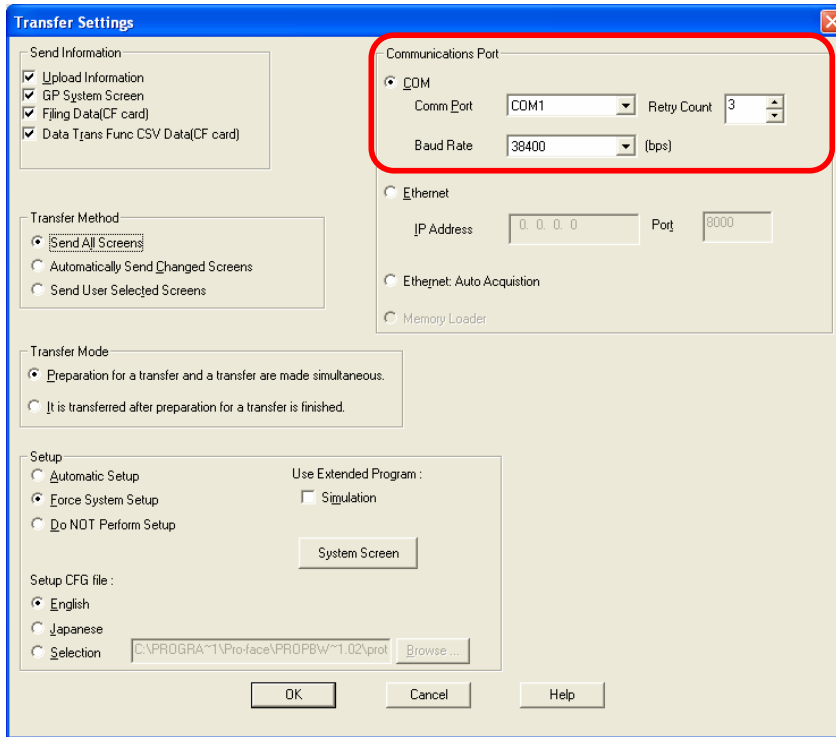 Transfer Settings
Send Information
Upload Information
GP System Screen
Filing Data(CF card)
Data Trans Func CSV Data(CF card)
Communications Port
COM
Comm Port COM1 Retry Count 3
Baud Rate 38400 (bps)
Ethernet
IP Address 0. 0. 0. 0 Port 8000
Ethernet: Auto Acquistion
Memory Loader
Transfer Method
Send All Screens
Automatically Send Changed Screens
Send User Selected Screens
Transfer Mode
Preparation for a transfer and a transfer are made simultaneous.
It is transferred after preparation for a transfer is finished.
Setup
Automatic Setup
Force System Setup
Do NOT Perform Setup
Use Extended Program :
Simulation
System Screen
Setup CFG file :
English
Japanese
Selection C:\PROGRA~1\Pro-face\PROPBW~1.02\prot Browse ...
OK Cancel Help